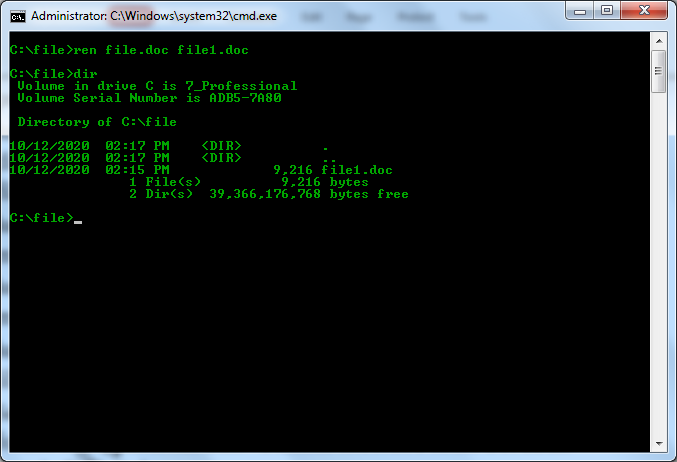 Administrator: C:\Windows\system32\cmd.exe
C:\file>ren file.doc file1.doc
C:\file>dir
 Volume in drive C is 7_Professional
 Volume Serial Number is ADB5-7A80
 Directory of C:\file
10/12/2020  02:17 PM    <DIR>          .
10/12/2020  02:17 PM    <DIR>          ..
10/12/2020  02:15 PM             9,216 file1.doc
               1 File(s)          9,216 bytes
               2 Dir(s)  39,366,176,768 bytes free
C:\file>